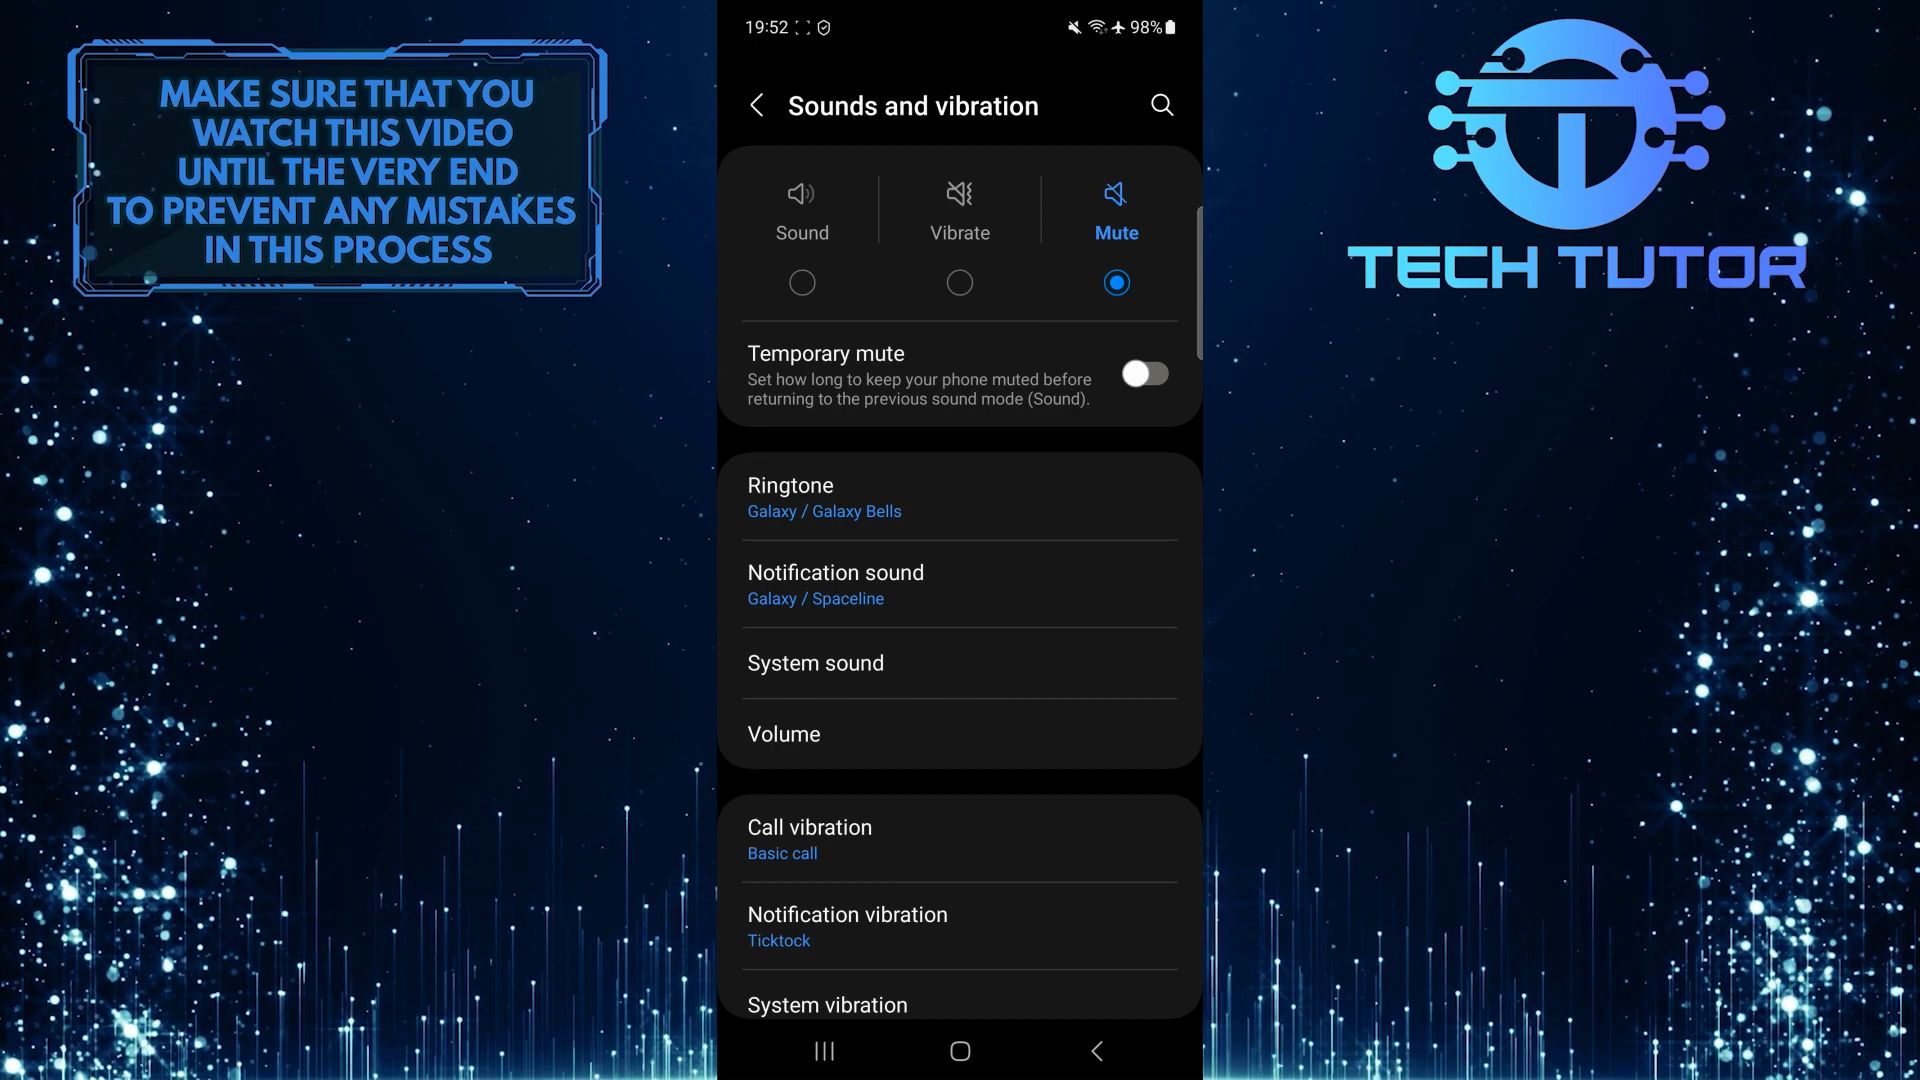 MAKE SURE THAT YOU
WATCH THIS VIDEO
UNTIL THE VERY END
TO PREVENT ANY MISTAKES
IN THIS PROCESS
19:52
98%
Sounds and vibration
Sound
Vibrate
Mute
Temporary mute
Set how long to keep your phone muted before
returning to the previous sound mode (Sound).
Ringtone
Galaxy / Galaxy Bells
Notification sound
Galaxy / Spaceline
System sound
Volume
Call vibration
Basic call
Notification vibration
Ticktock
System vibration
TECH TUTOR